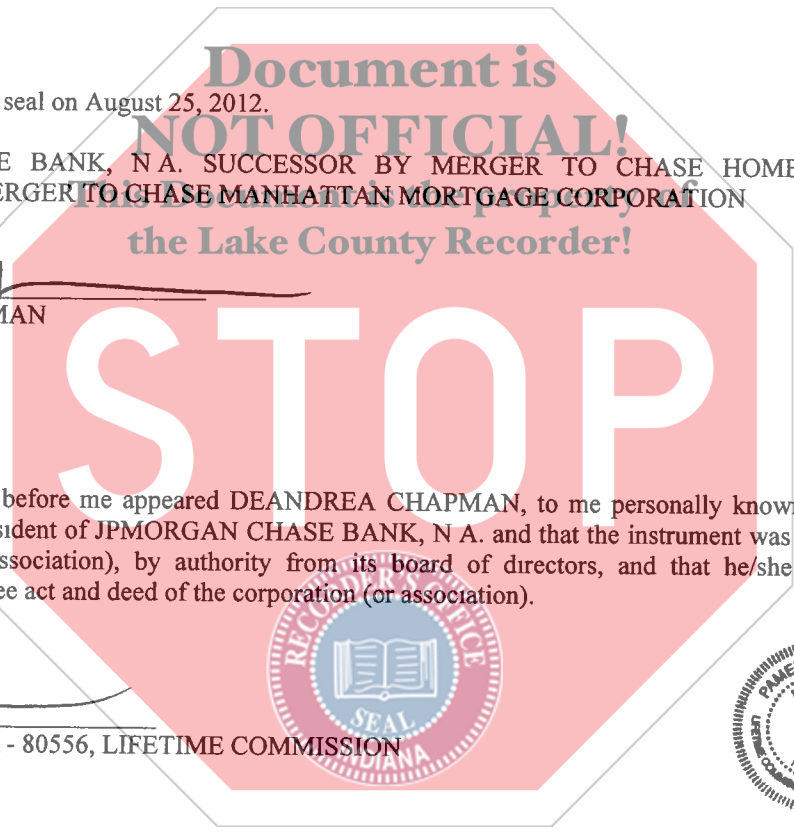 Document is
seal on August 25, 2012.
NOT OFFICIAL!
E BANK, N A. SUCCESSOR BY MERGER TO CHASE HOME
ERGER TO CHASE MANHATTAN MORTGAGE CORPORATION
This Document is the property of
the Lake County Recorder!
MAN
STOP
before me appeared DEANDREA CHAPMAN, to me personally known
sident of JPMORGAN CHASE BANK, N A. and that the instrument was
ssociation), by authority from its board of directors, and that he/she
ee act and deed of the corporation (or association).
RECORDER'S OFFICE
SEAL
INDIANA
- 80556, LIFETIME COMMISSION
PAME
LIFETIME COMMI